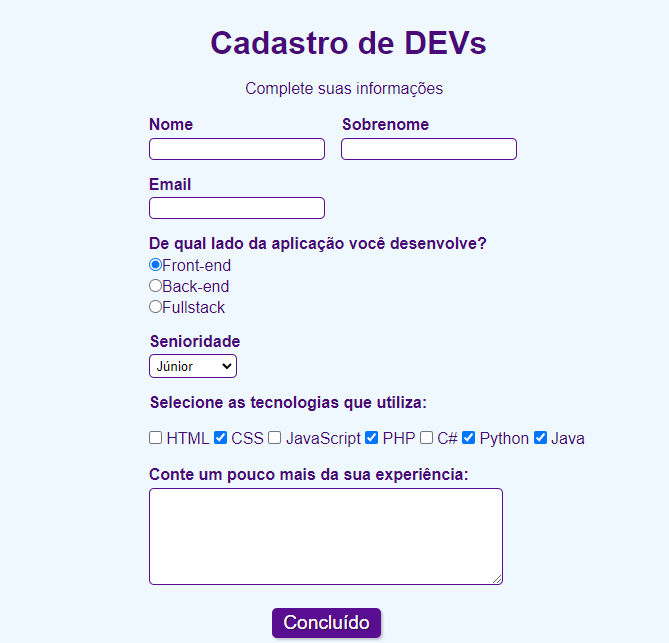 Cadastro de DEVs
Complete suas informações
Nome Sobrenome
Email
De qual lado da aplicação você desenvolve?
Front-end
Back-end
Fullstack
Senioridade
Júnior
Selecione as tecnologias que utiliza:
HTML CSS JavaScript PHP C# Python Java
Conte um pouco mais da sua experiência:
Concluído